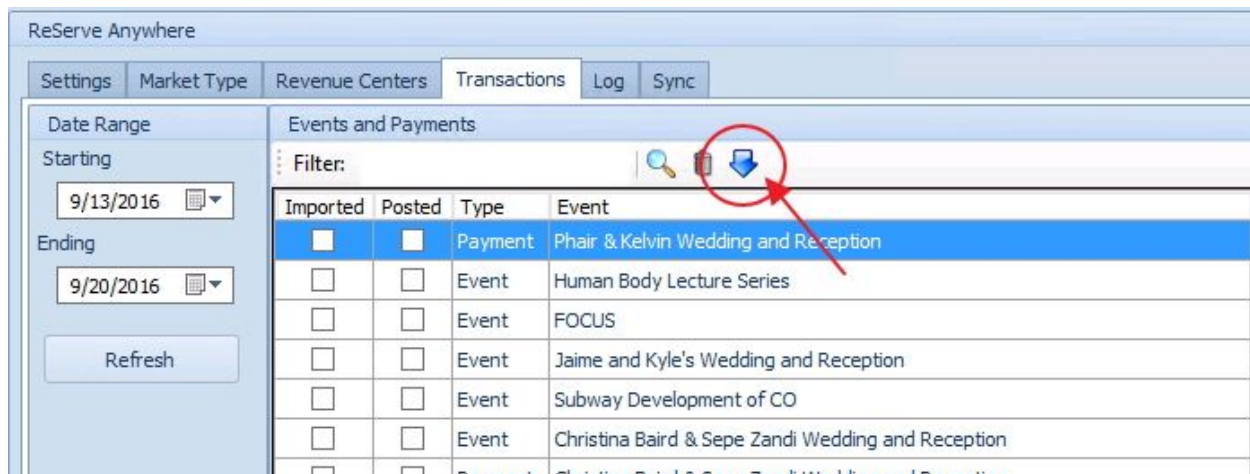 ReServe Anywhere
Settings Market Type Revenue Centers Transactions Log Sync
Date Range
Starting
9/13/2016
Ending
9/20/2016
Refresh
Events and Payments
Filter:
Imported Posted Type Event
Payment Phair & Kelvin Wedding and Reception
Event Human Body Lecture Series
Event FOCUS
Event Jaime and Kyle's Wedding and Reception
Event Subway Development of CO
Event Christina Baird & Sepe Zandi Wedding and Reception